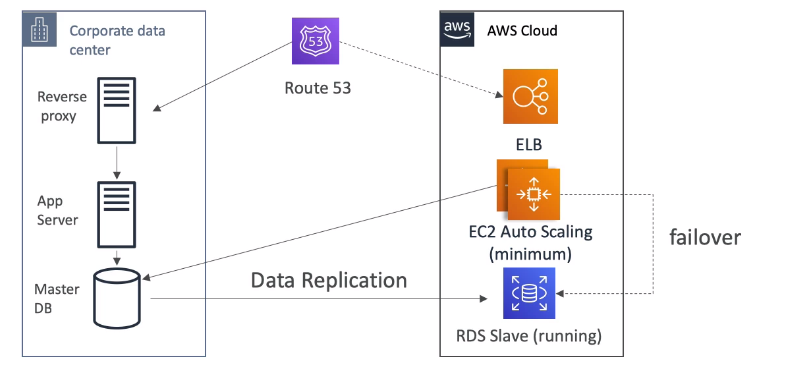 Corporate data
center
53
Route 53
aws
AWS Cloud
Reverse
proxy
ELB
App
Server
EC2 Auto Scaling
(minimum)
failover
Data Replication
Master
DB
RDS Slave (running)